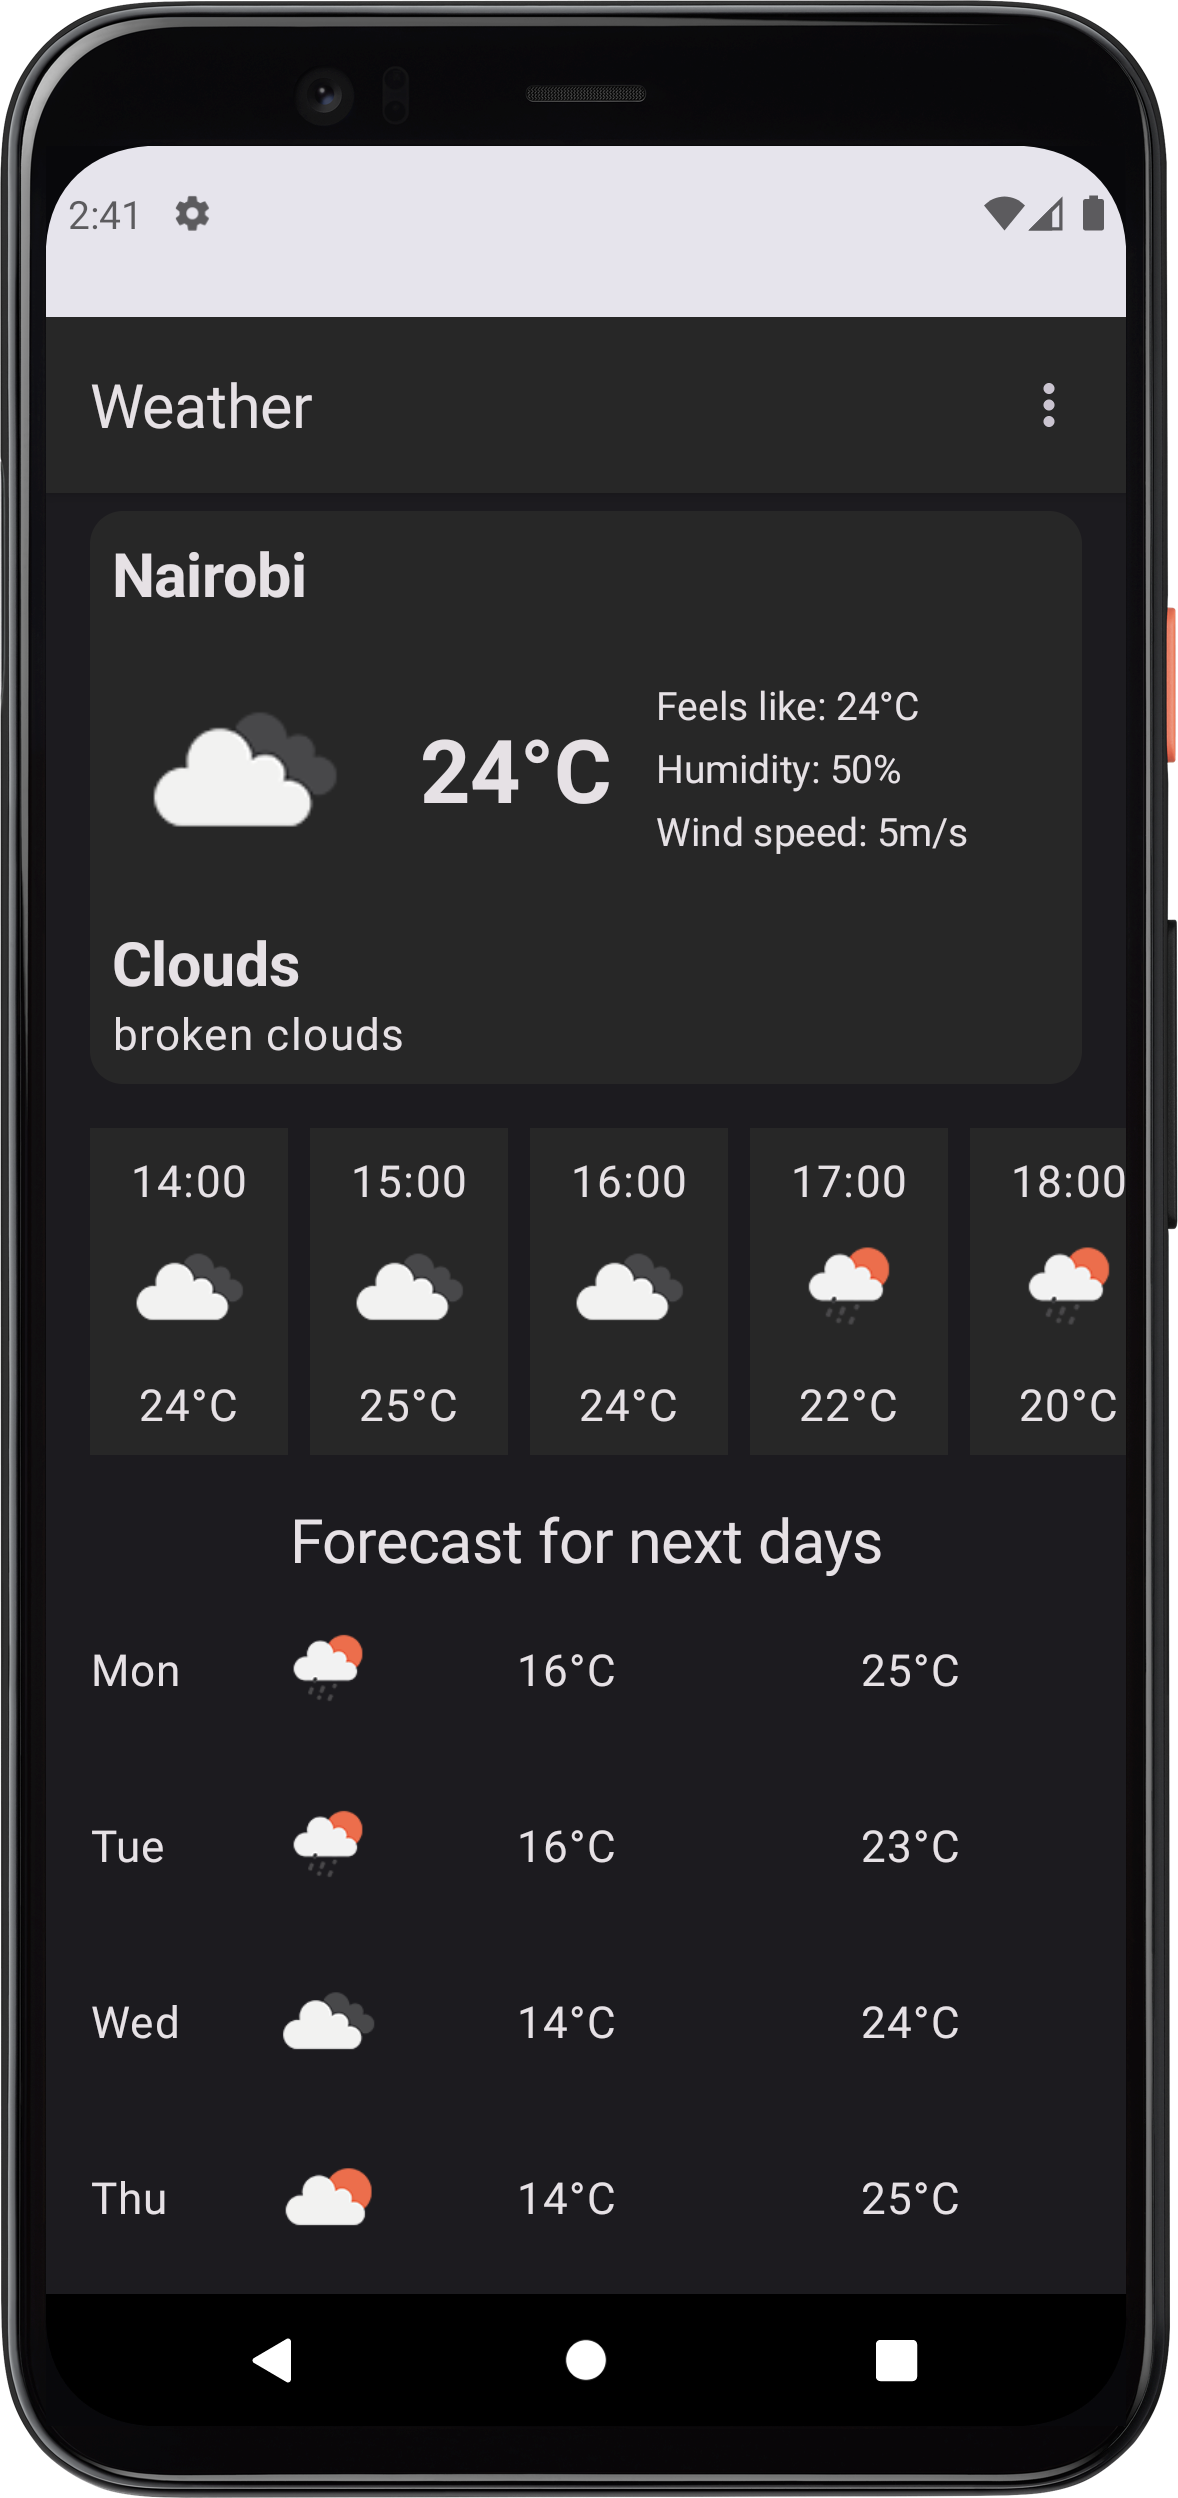 2:41
Weather
Nairobi
24°C
Feels like: 24°C
Humidity: 50%
Wind speed: 5m/s
Clouds
broken clouds
14:00 15:00 16:00 17:00 18:00
24°C 25°C 24°C 22°C 20°C
Forecast for next days
Mon 16°C 25°C
Tue 16°C 23°C
Wed 14°C 24°C
Thu 14°C 25°C